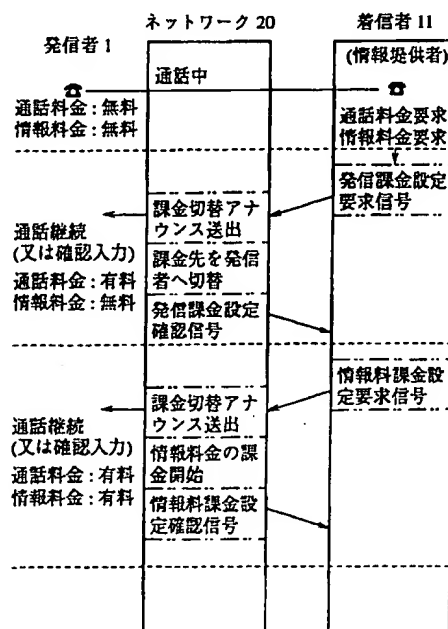 ネットワーク 20
着信者 11
発信者 1
(情報提供者)
通話中
通話料金:無料
情報料金:無料
通話料金要求
情報料金要求
発信課金設定
要求信号
課金切替アナ
ウンス送出
通話継続
(又は確認入力)
課金先を発信
者へ切替
通話料金:有料
情報料金:無料
発信課金設定
確認信号
情報料課金設
定要求信号
課金切替アナ
ウンス送出
通話継続
(又は確認入力)
情報料金の課
金開始
通話料金:有料
情報料金:有料
情報料課金設
定確認信号